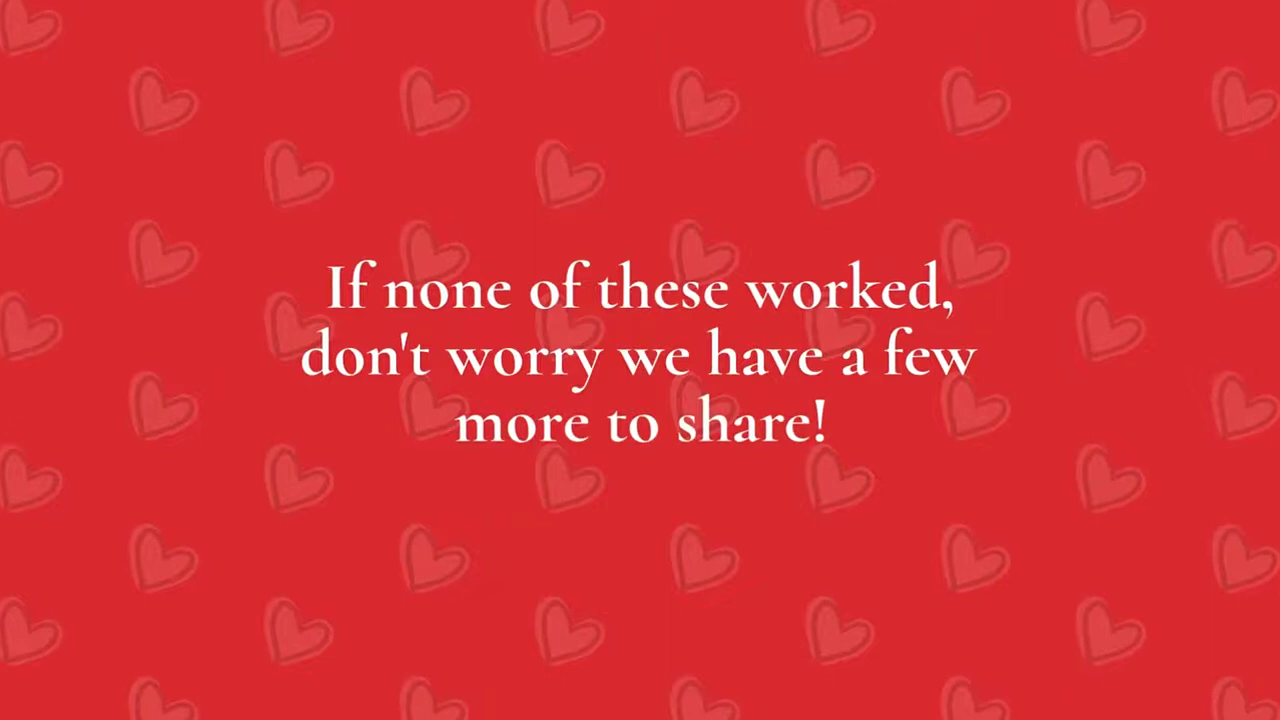 If none of these worked,
don't worry we have a few
more to share!